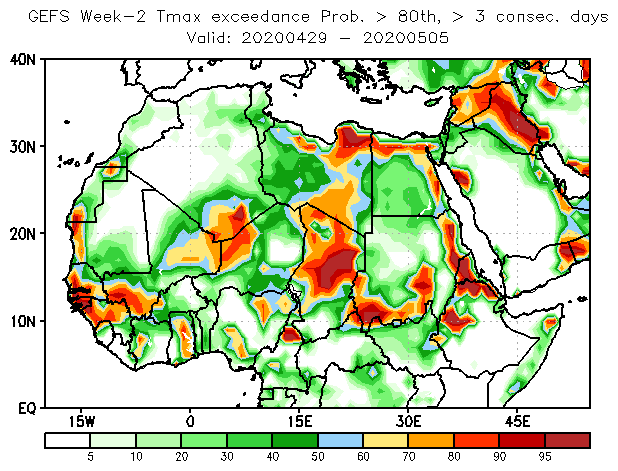 GEFS Week-2 Tmax exceedance Prob. > 80th, > 3 consec. days
Valid: 20200429 - 20200505
40N
30N
20N
10N
EQ
15W 0 15E 30E 45E
5 10 20 30 40 50 60 70 80 90 95